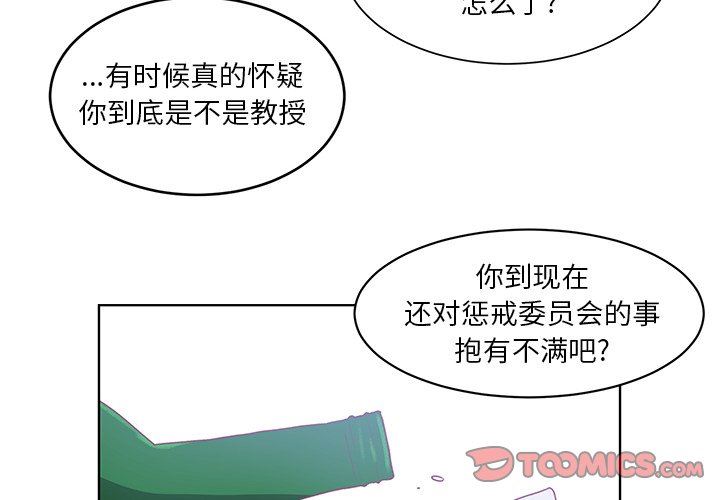 怎么了?
...有时候真的怀疑
你到底是不是教授
你到现在
还对惩戒委员会的事
抱有不满吧?
TOOMICS.COM